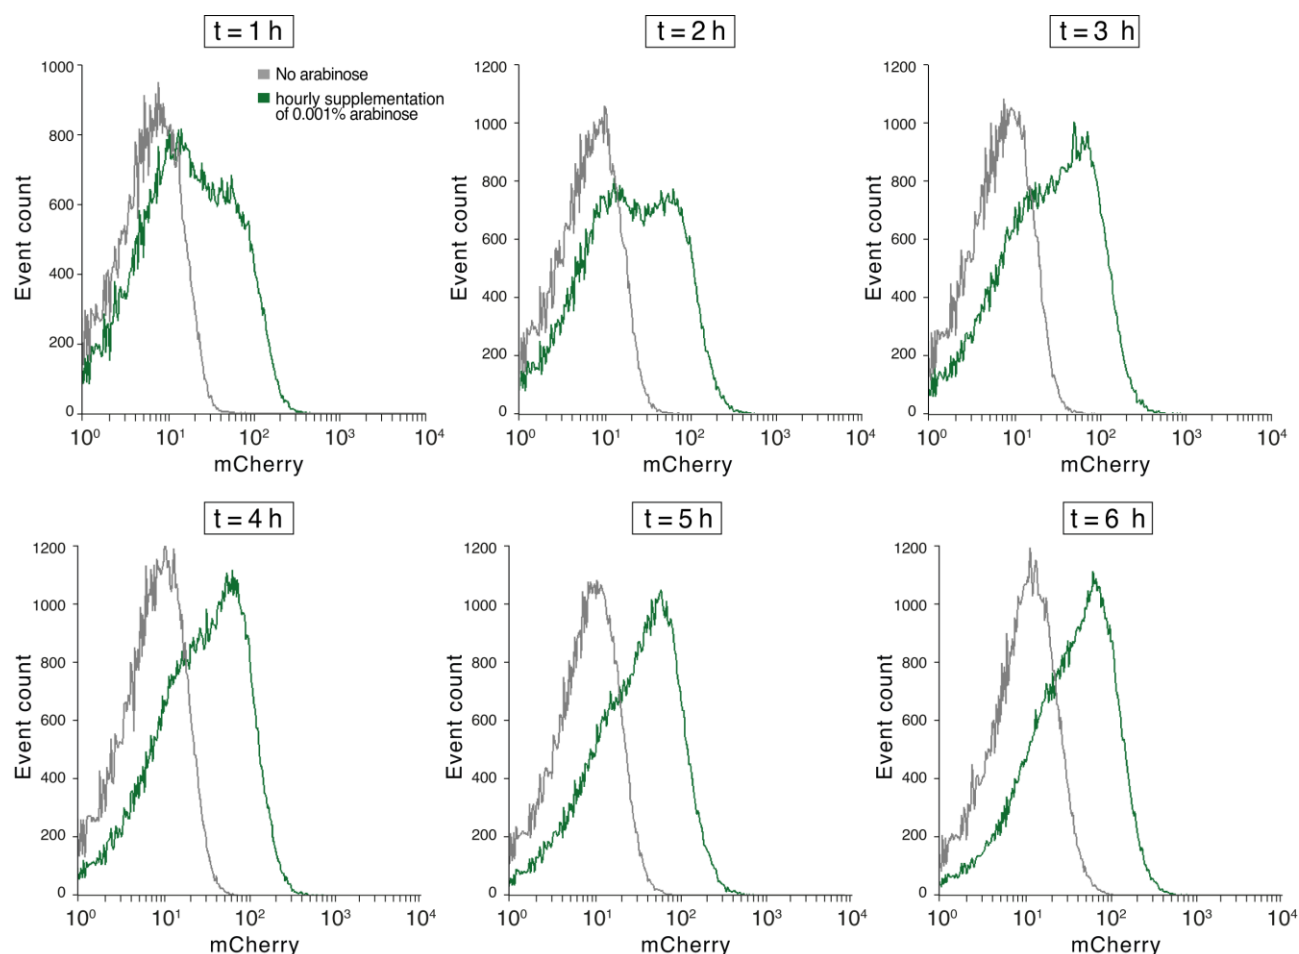 t = 1 h
1000
800
600
400
200
0
Event count
No arabinose
hourly supplementation
of 0.001% arabinose
10⁰ 10¹ 10² 10³ 10⁴
mCherry
t = 2 h
1200
1000
800
600
400
200
0
Event count
10⁰ 10¹ 10² 10³ 10⁴
mCherry
t = 3 h
1200
1000
800
600
400
200
0
Event count
10⁰ 10¹ 10² 10³ 10⁴
mCherry
t = 4 h
1200
1000
800
600
400
200
0
Event count
10⁰ 10¹ 10² 10³ 10⁴
mCherry
t = 5 h
1200
1000
800
600
400
200
0
Event count
10⁰ 10¹ 10² 10³ 10⁴
mCherry
t = 6 h
1200
1000
800
600
400
200
0
Event count
10⁰ 10¹ 10² 10³ 10⁴
mCherry